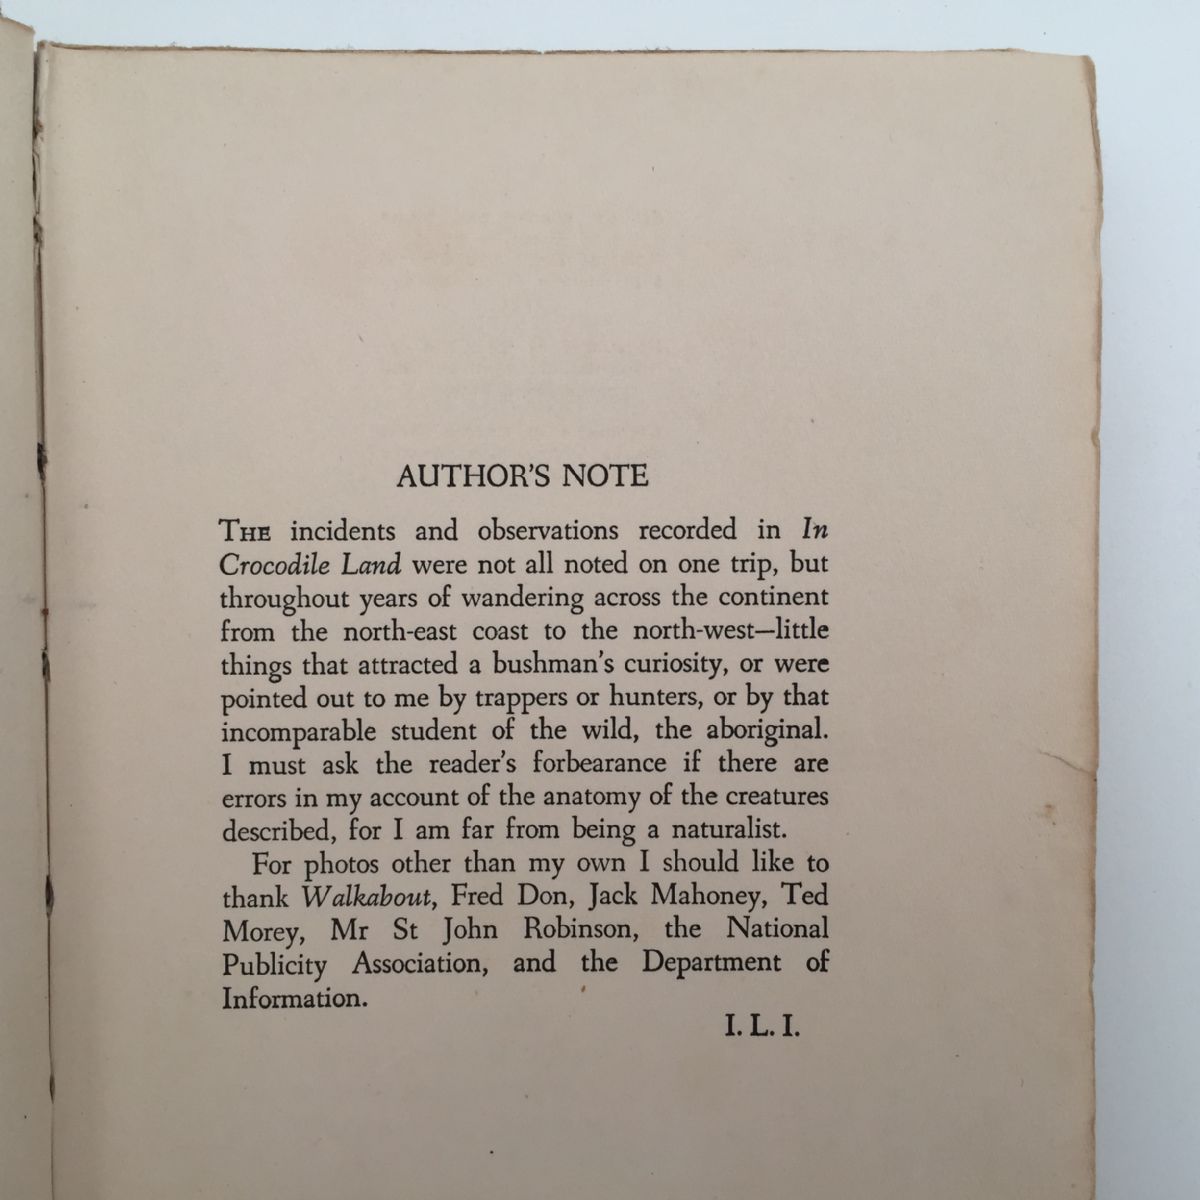 AUTHOR'S NOTE
THE incidents and observations recorded in In
Crocodile Land were not all noted on one trip, but
throughout years of wandering across the continent
from the north-east coast to the north-west—little
things that attracted a bushman's curiosity, or were
pointed out to me by trappers or hunters, or by that
incomparable student of the wild, the aboriginal.
I must ask the reader's forbearance if there are
errors in my account of the anatomy of the creatures
described, for I am far from being a naturalist.
For photos other than my own I should like to
thank Walkabout, Fred Don, Jack Mahoney, Ted
Morey, Mr St John Robinson, the National
Publicity Association, and the Department of
Information.
I. L. I.